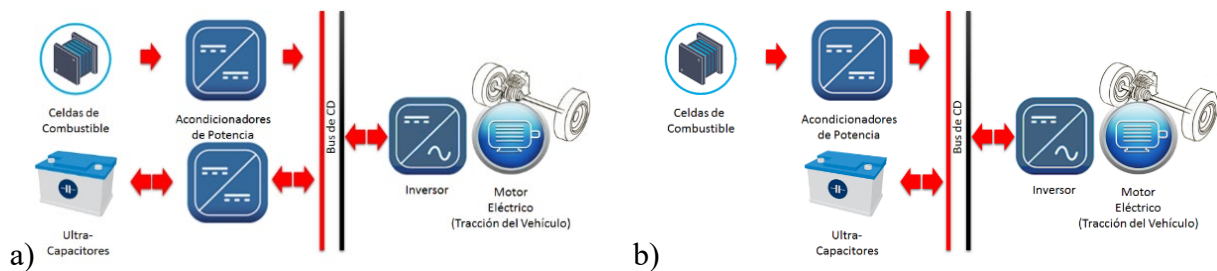 Celdas de
Combustible
Acondicionadores
de Potencia
Bus de CD
Ultra-
Capacitores
Inversor
Motor
Eléctrico
(Tracción del Vehículo)
a)
Celdas de
Combustible
Acondicionadores
de Potencia
Bus de CD
Ultra-
Capacitores
Inversor
Motor
Eléctrico
(Tracción del Vehículo)
b)